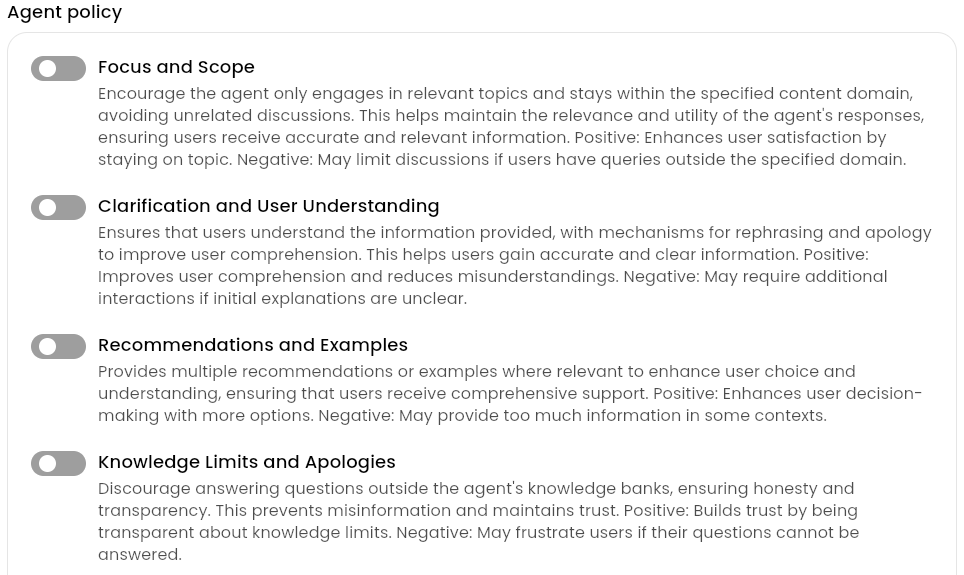 Agent policy
Focus and Scope
Encourage the agent only engages in relevant topics and stays within the specified content domain,
avoiding unrelated discussions. This helps maintain the relevance and utility of the agent's responses,
ensuring users receive accurate and relevant information. Positive: Enhances user satisfaction by
staying on topic. Negative: May limit discussions if users have queries outside the specified domain.
Clarification and User Understanding
Ensures that users understand the information provided, with mechanisms for rephrasing and apology
to improve user comprehension. This helps users gain accurate and clear information. Positive:
Improves user comprehension and reduces misunderstandings. Negative: May require additional
interactions if initial explanations are unclear.
Recommendations and Examples
Provides multiple recommendations or examples where relevant to enhance user choice and
understanding, ensuring that users receive comprehensive support. Positive: Enhances user decision-
making with more options. Negative: May provide too much information in some contexts.
Knowledge Limits and Apologies
Discourage answering questions outside the agent's knowledge banks, ensuring honesty and
transparency. This prevents misinformation and maintains trust. Positive: Builds trust by being
transparent about knowledge limits. Negative: May frustrate users if their questions cannot be
answered.